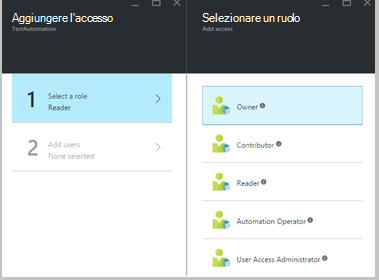 Aggiungere l'accesso
TestAutomation
1
Select a role
Reader
2
Add users
None selected
Selezionare un ruolo
Add access
Owner
Contributor
Reader
Automation Operator
User Access Administrator